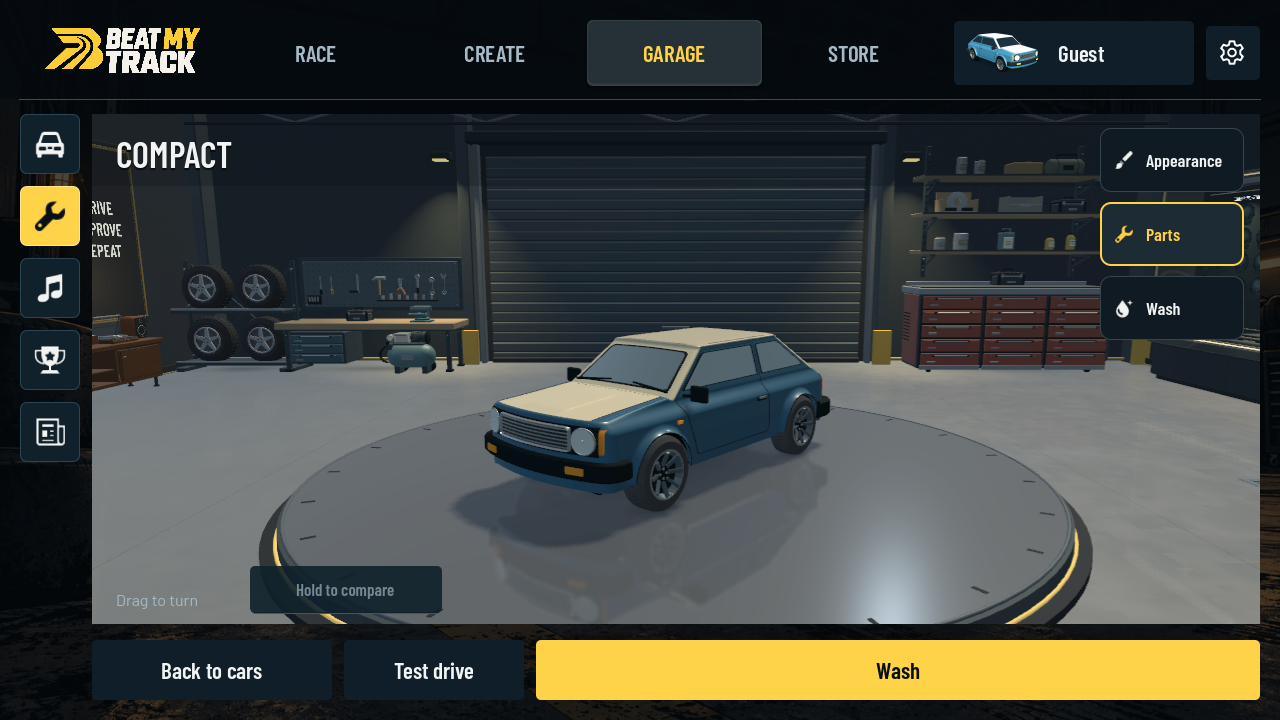 BEAT MY
TRACK
RACE
CREATE
GARAGE
STORE
Guest
COMPACT
Appearance
Parts
Wash
RIVE
PROVE
EPEAT
Drag to turn
Hold to compare
Back to cars
Test drive
Wash